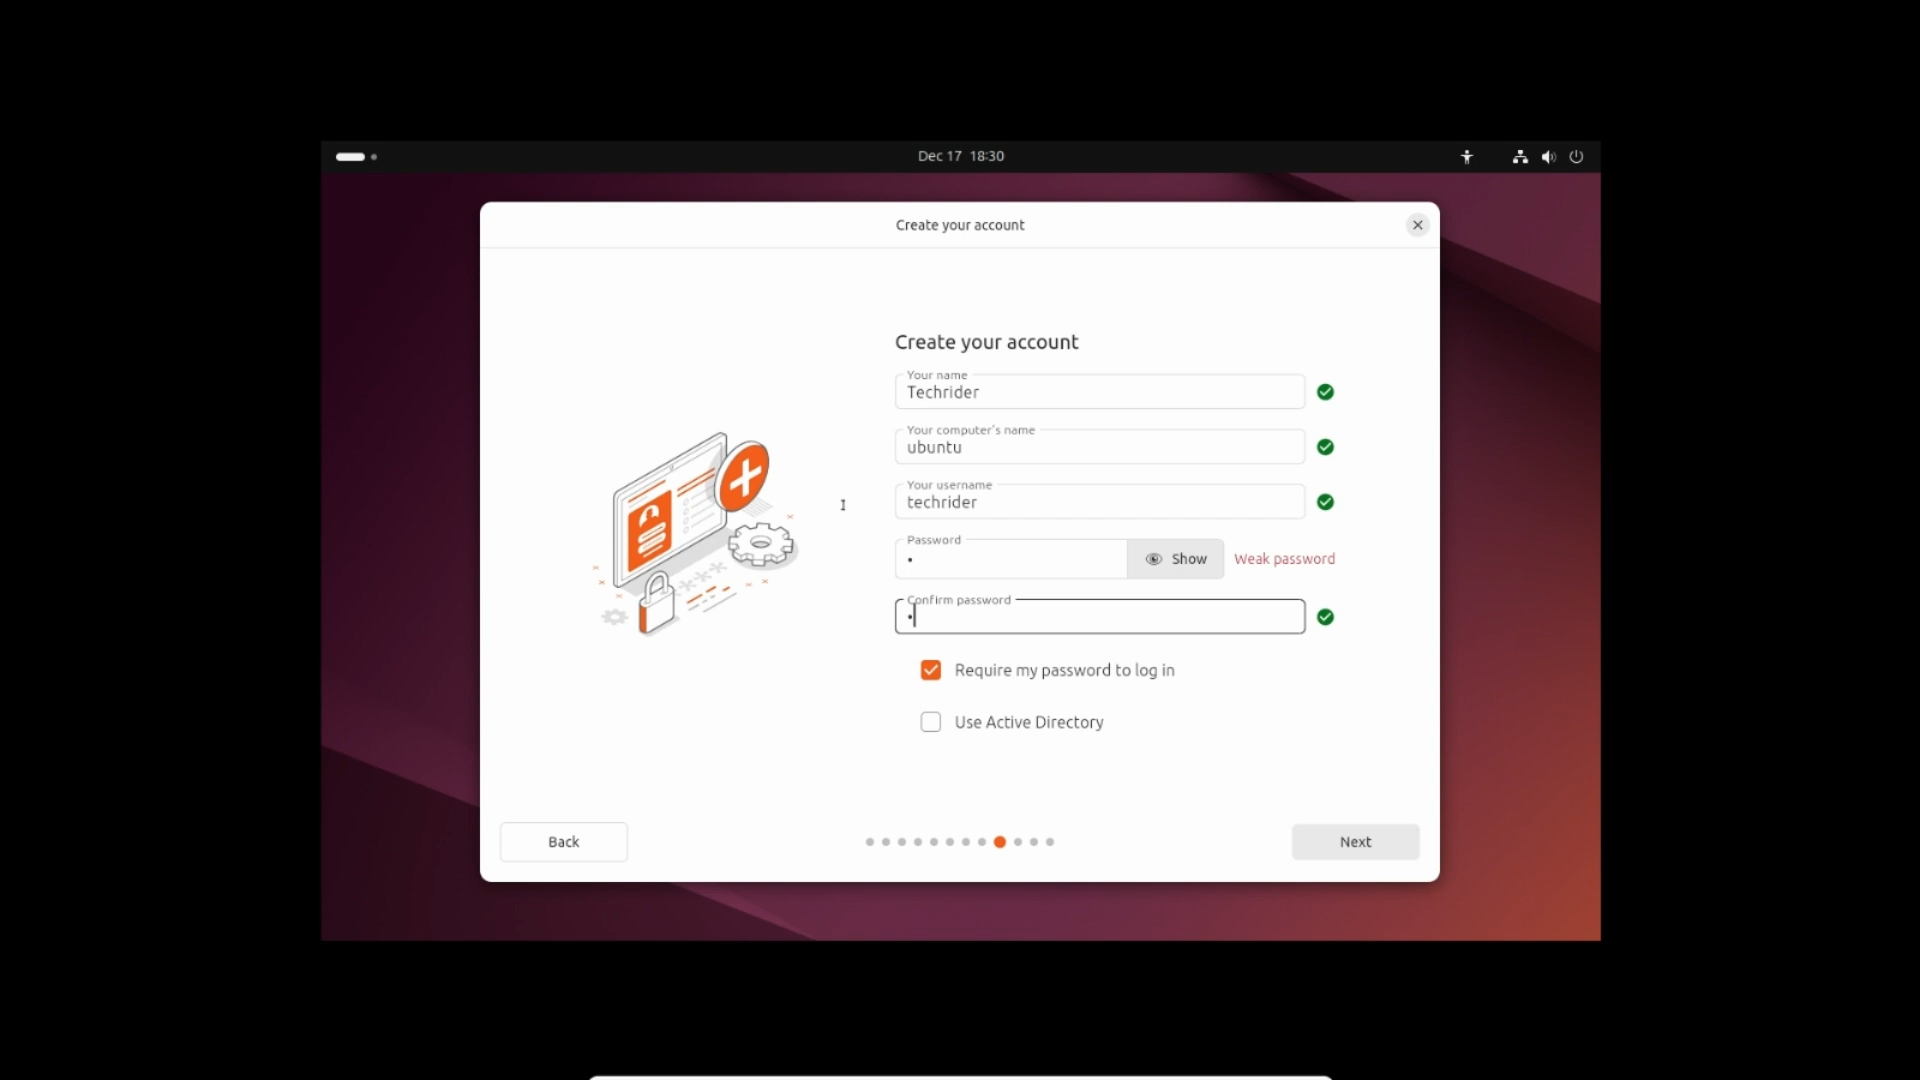 Dec 17 18:30
Create your account
Create your account
Your name
Techrider
Your computer's name
ubuntu
Your username
techrider
Password
•
Show
Weak password
Confirm password
•
Require my password to log in
Use Active Directory
Back
Next